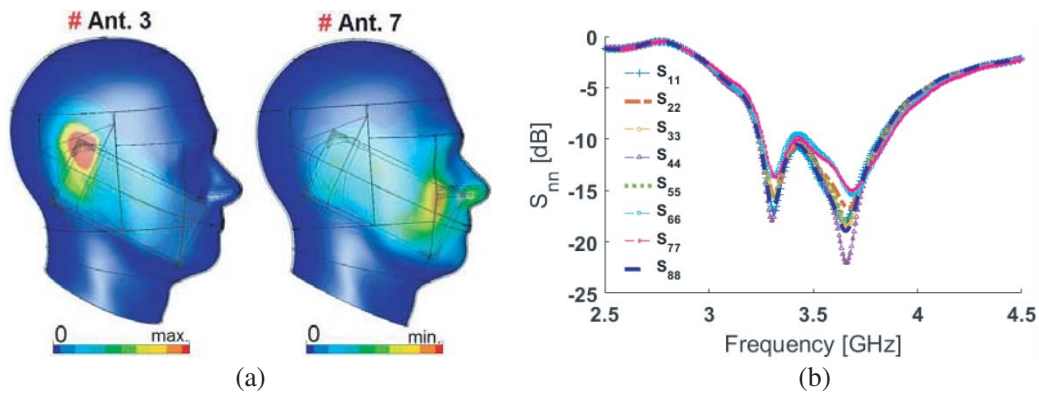 # Ant. 3
# Ant. 7
0 max.
0 min.
(a)
S11
S22
S33
S44
S55
S66
S77
S88
0
-5
-10
-15
-20
-25
Snn [dB]
2.5 3 3.5 4 4.5
Frequency [GHz]
(b)